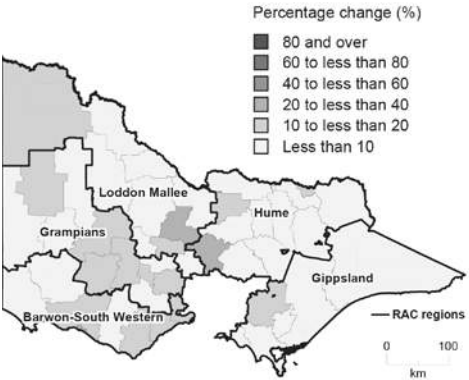 Percentage change (%)
80 and over
60 to less than 80
40 to less than 60
20 to less than 40
10 to less than 20
Less than 10
Loddon Mallee
Hume
Grampians
Gippsland
Barwon-South Western
RAC regions
0 100
km